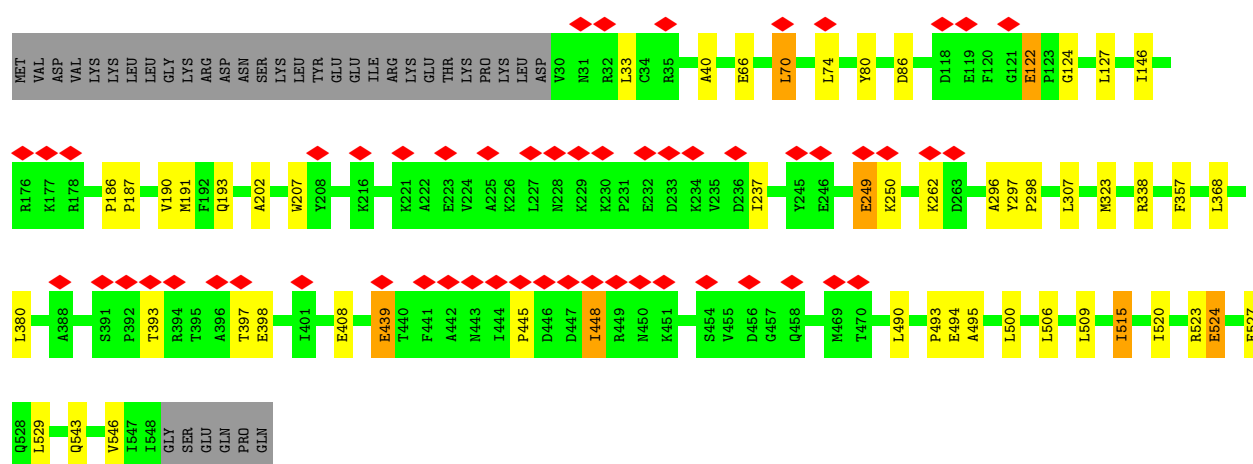 MET VAL ASP VAL LYS LYS LEU LEU GLY LYS ARG ASP ASN SER LYS LEU TYR GLU GLU ILE ARG LYS GLU THR LYS PRO LYS LEU ASP V30 N31 R32 L33 C34 R35 A40 E66 L70 L74 Y80 D86 D118 E119 F120 G121 E122 P123 G124 L127 I146
R176 K177 R178 P186 P187 V190 M191 F192 Q193 A202 W207 Y208 K216 K221 A222 E223 V224 A225 K226 L227 N228 K229 K230 P231 E232 D233 K234 V235 D236 I237 Y245 E246 E249 K250 K262 D263 A296 Y297 P298 L307 M323 R338 F357 L368
L380 A388 S391 P392 T393 R394 T395 A396 T397 E398 I401 E408 E439 T440 F441 A442 N443 I444 P445 D446 D447 I448 R449 N450 K451 S454 V455 D456 G457 Q458 M469 T470 L490 P493 E494 A495 L500 L506 L509 I515 I520 R523 E524
Q528 L529 Q543 V546 I547 I548 GLY SER GLU GLN PRO GLN